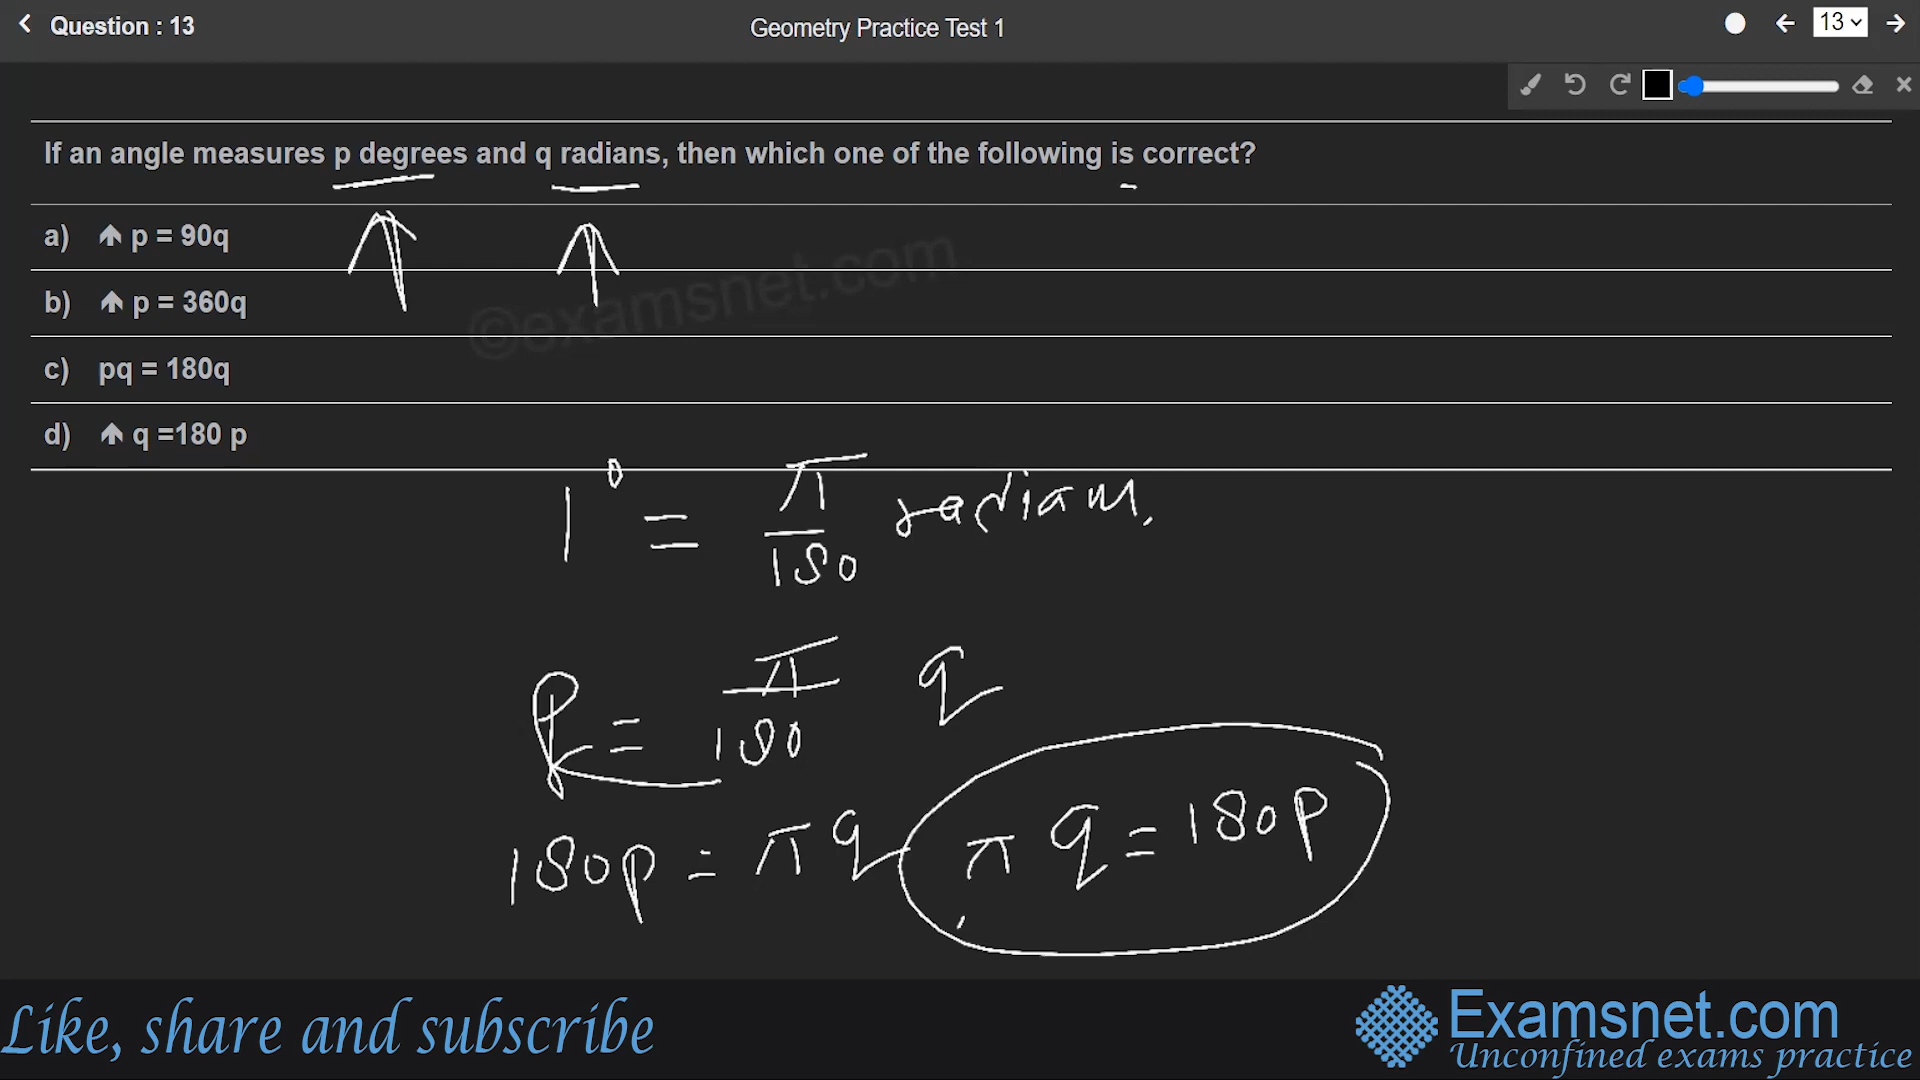 Question : 13
Geometry Practice Test 1
13
If an angle measures p degrees and q radians, then which one of the following is correct?
a) 🡹 p = 90q
b) 🡹 p = 360q
c) pq = 180q
d) 🡹 q =180 p
©examsnet.com
1° = π/180 radian.
P = π/180 q
180p = πq
πq = 180p
Like, share and subscribe
Examsnet.com
Unconfined exams practice